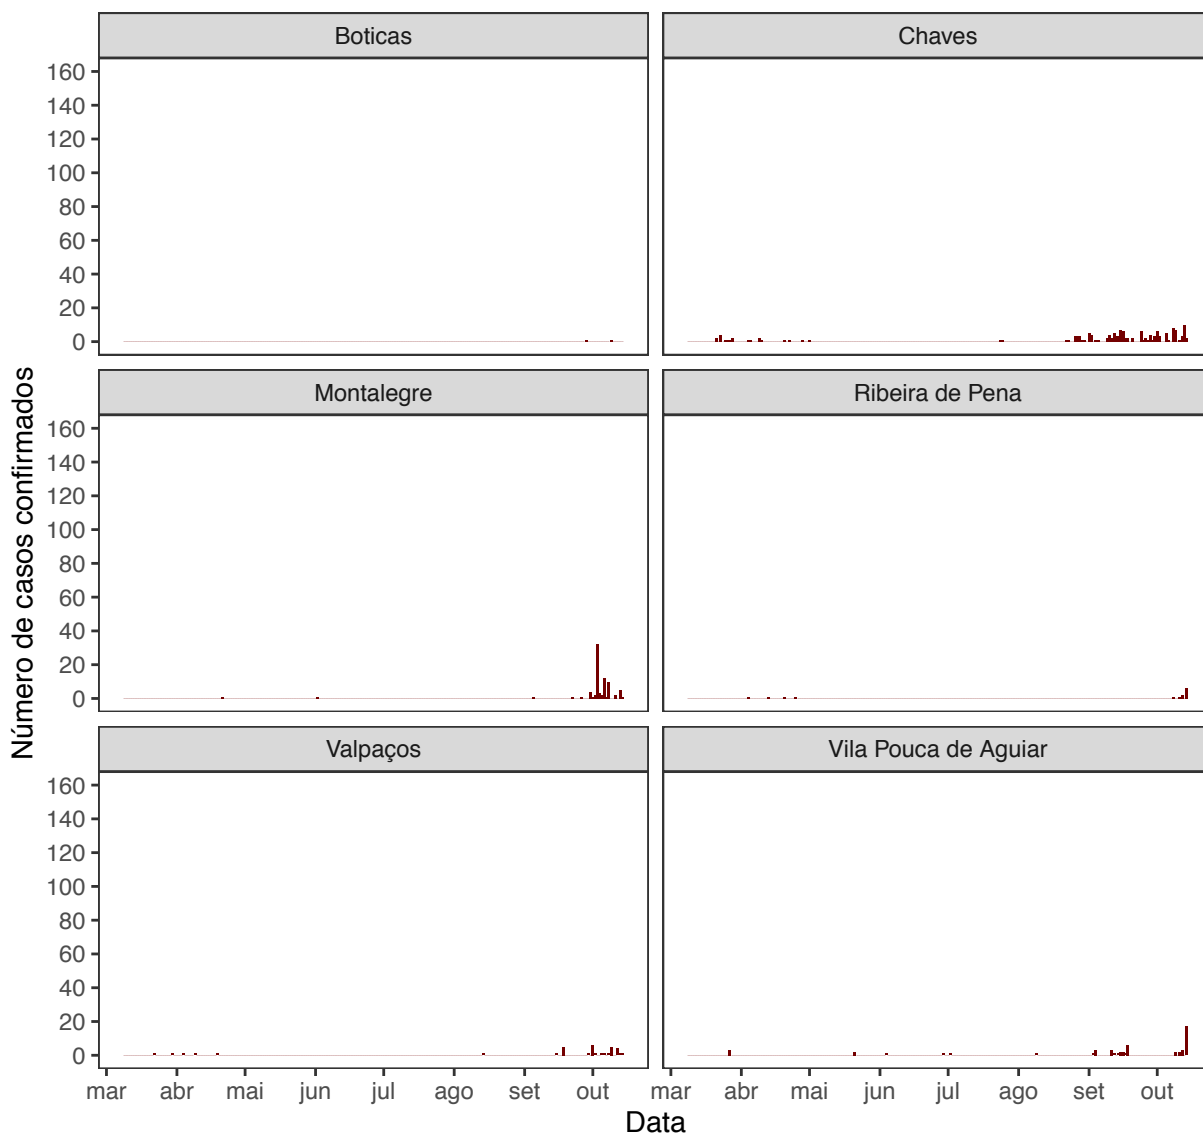 Boticas
Chaves
160
140
120
100
80
60
40
20
0
Montalegre
Ribeira de Pena
160
140
120
100
80
60
40
20
0
Valpaços
Vila Pouca de Aguiar
160
140
120
100
80
60
40
20
0
mar abr mai jun jul ago set out
mar abr mai jun jul ago set out
Data
Número de casos confirmados